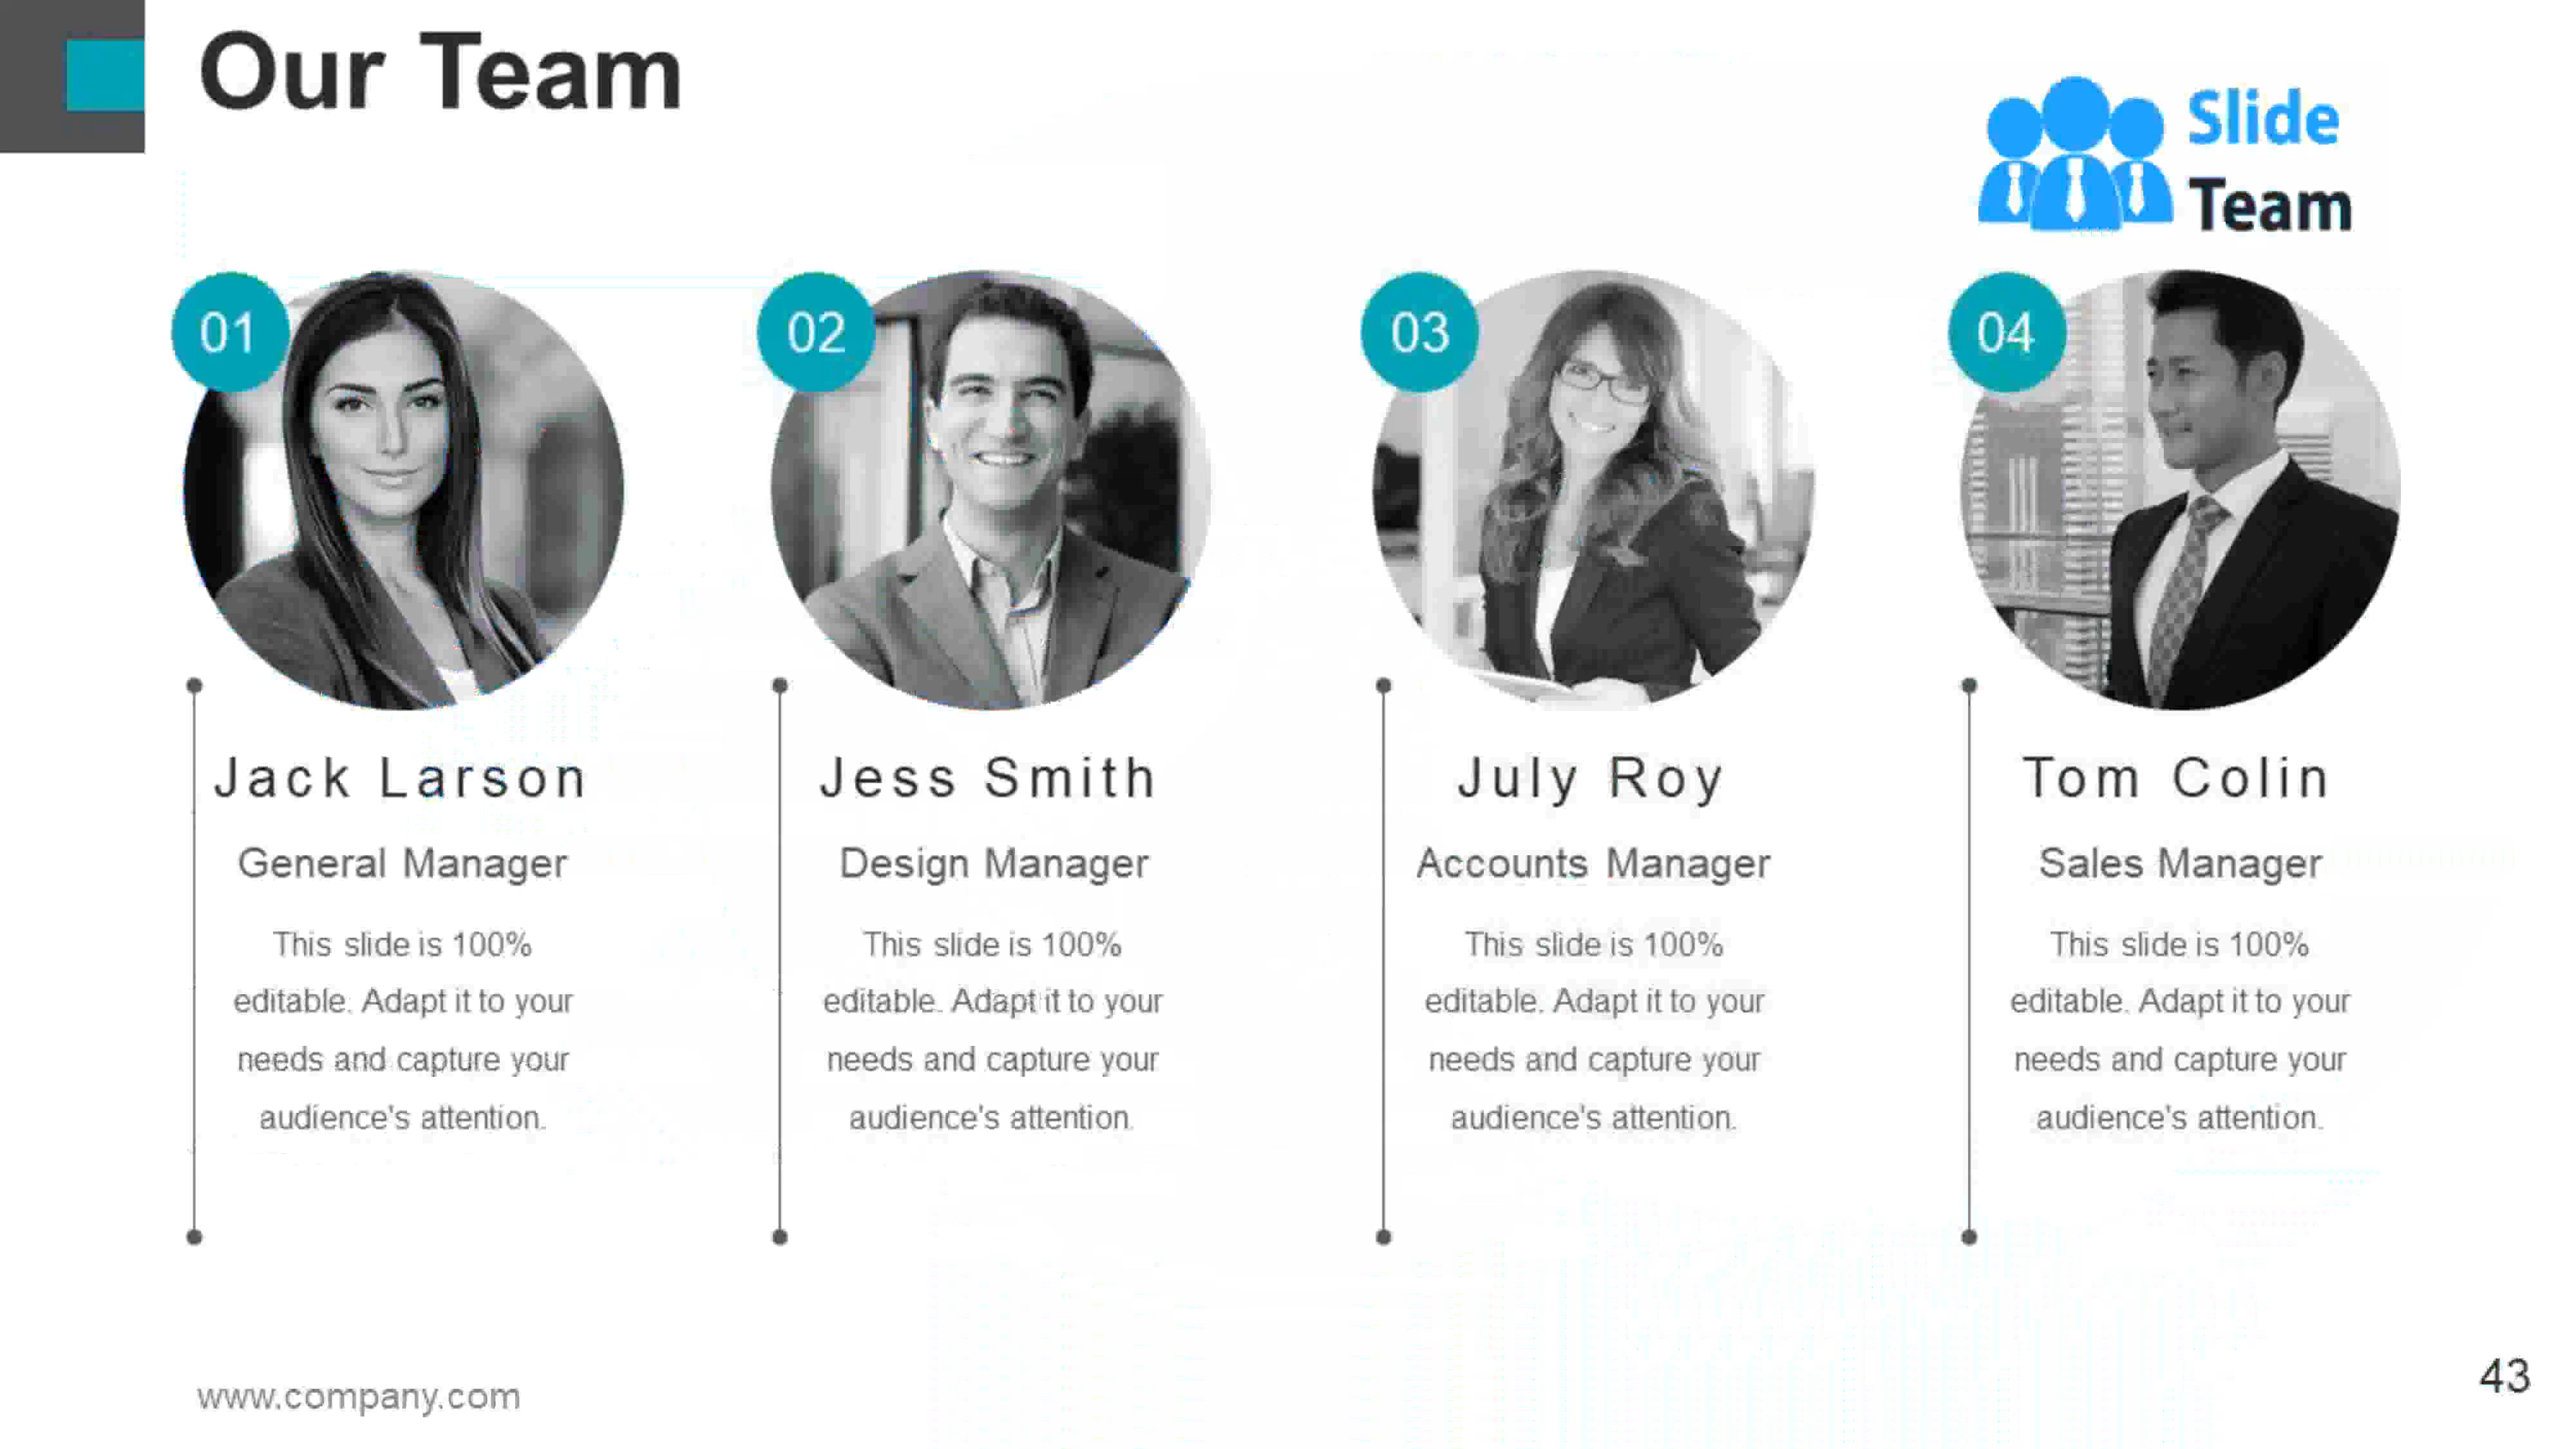 Our Team
Slide
Team
01
Jack Larson
General Manager
This slide is 100%
editable. Adapt it to your
needs and capture your
audience's attention.
02
Jess Smith
Design Manager
This slide is 100%
editable. Adapt it to your
needs and capture your
audience's attention.
03
July Roy
Accounts Manager
This slide is 100%
editable. Adapt it to your
needs and capture your
audience's attention.
04
Tom Colin
Sales Manager
This slide is 100%
editable. Adapt it to your
needs and capture your
audience's attention.
www.company.com
43